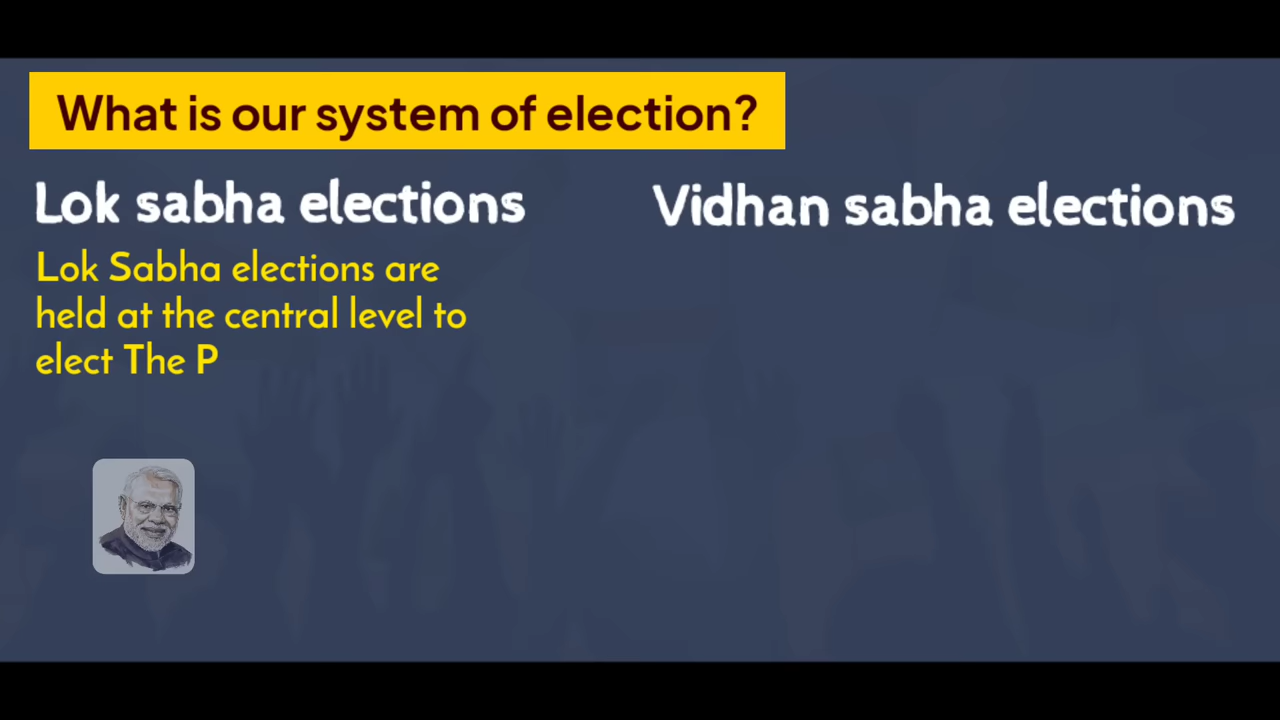 What is our system of election?
Lok sabha elections
Vidhan sabha elections
Lok Sabha elections are
held at the central level to
elect The P